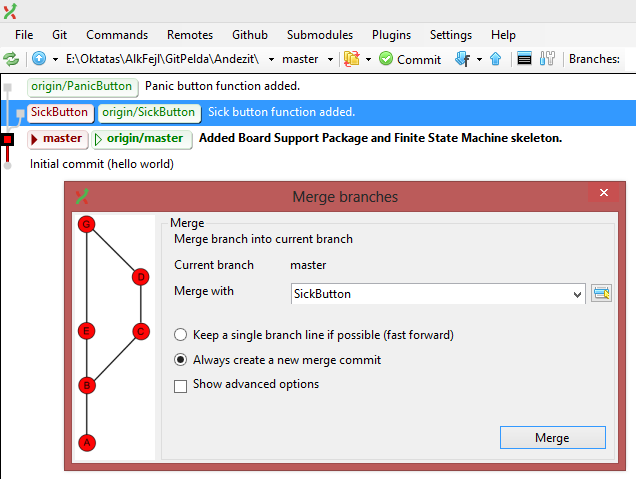 File Git Commands Remotes Github Submodules Plugins Settings Help
E:\Oktatas\AlkFejl\GitPelda\Andezit\ master Commit Branches:
origin/PanicButton Panic button function added.
SickButton origin/SickButton Sick button function added.
master origin/master Added Board Support Package and Finite State Machine skeleton.
Initial commit (hello world)
Merge branches
Merge
Merge branch into current branch
Current branch master
Merge with SickButton
Keep a single branch line if possible (fast forward)
Always create a new merge commit
Show advanced options
Merge
G
D
E
C
B
A